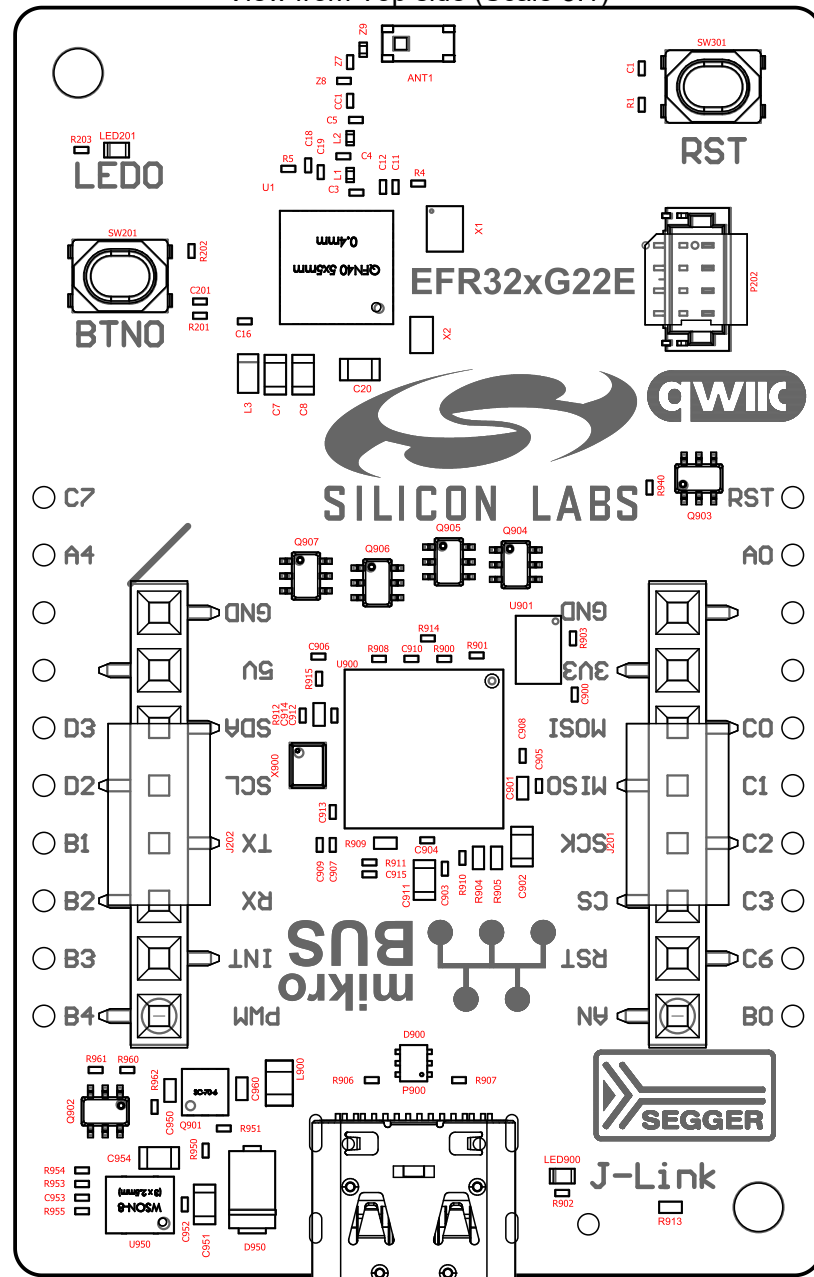 Z9
SW301
Z7
ANT1
C1
Z8
CC1
R1
C5
LED201
C18
L2
R203
C19
C4
RST
LED0
R5
L1
C12
C11
R4
U1
C3
X1
0.4mm
SW201
R202
QFN40 5x5mm
EFR32xG22E
P202
C201
R201
BTN0
C16
X2
C20
L3
C7
C8
qwiic
R940
C7
SILICON LABS
RST
Q903
Q905
Q904
Q907
Q906
A4
A0
U901
GND
GND
R914
R903
C906
R908
C910
R900
R901
U900
5V
3V3
R915
C900
R912
C914
C912
D3
SDA
MOSI
C0
C908
X900
C905
D2
SCL
C901
MISO
C1
C913
B1
TX
J202
R909
C904
SCK
J201
C2
C909
C907
R911
C915
C911
C903
R910
R904
R905
C902
B2
RX
CS
C3
mikro
BUS
B3
INT
RST
C6
B4
PWM
AN
B0
D900
R961
R960
R962
L900
R906
P900
R907
C960
Q902
C950
Q901
R951
SEGGER
R950
C954
LED900
J-Link
R954
R953
C953
R955
WSON-8
(3 x 2.8mm)
R902
R913
C952
C951
U950
D950